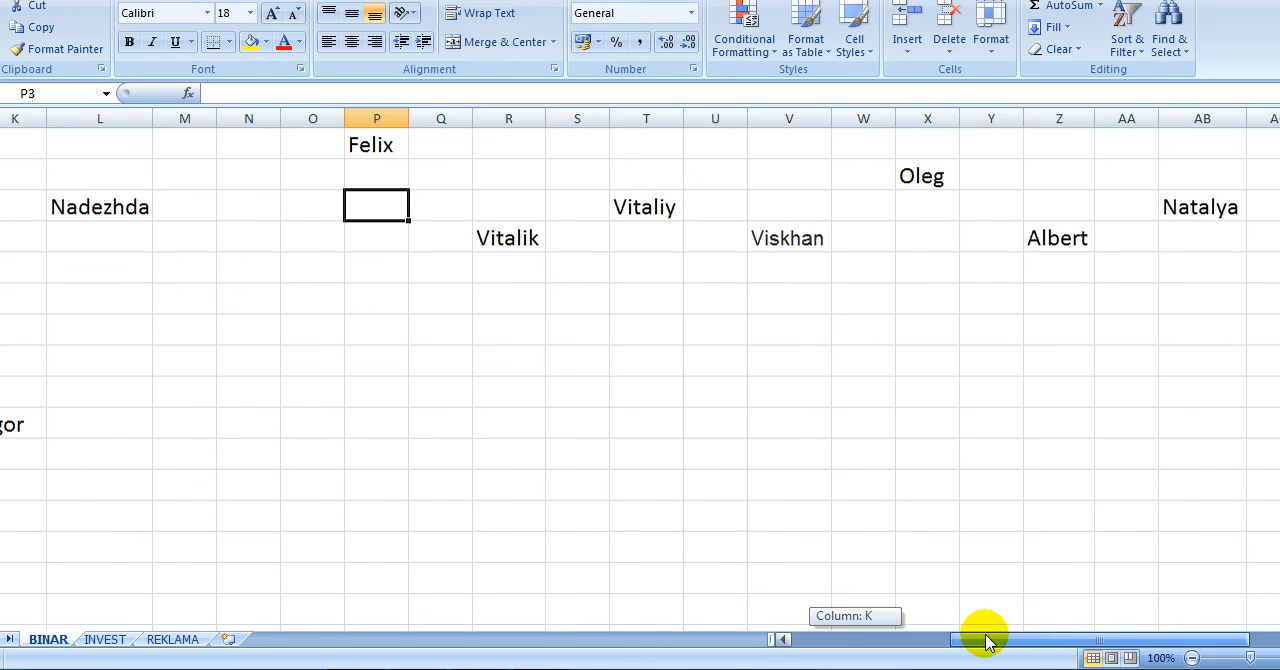 Cut
Copy
Format Painter
Clipboard
Calibri 18 A A
B I U A
Font
Wrap Text
Merge & Center
Alignment
General
% ,
Number
Conditional Formatting
Format as Table
Cell Styles
Styles
Insert
Delete
Format
Cells
Σ AutoSum
Fill
Clear
Sort & Filter
Find & Select
Editing
P3 fx
K L M N O P Q R S T U V W X Y Z AA AB
Felix
Oleg
Nadezhda Vitaliy Natalya
Vitalik Viskhan Albert
gor
Column: K
BINAR INVEST REKLAMA
100%